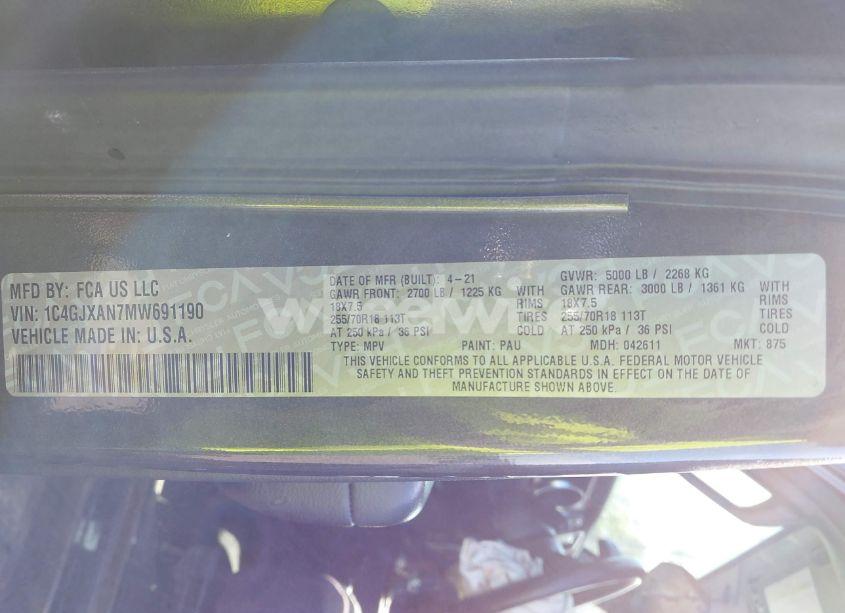 MFD BY: FCA US LLC
VIN: 1C4GJXAN7MW691190
VEHICLE MADE IN: U.S.A.
DATE OF MFR (BUILT): 4-21
GAWR FRONT: 2700 LB / 1225 KG WITH
18X7.5 RIMS
255/70R18 113T TIRES
AT 250 kPa / 36 PSI COLD
GVWR: 5000 LB / 2268 KG
GAWR REAR: 3000 LB / 1361 KG WITH
18X7.5 RIMS
255/70R18 113T TIRES
AT 250 kPa / 36 PSI COLD
TYPE: MPV PAINT: PAU MDH: 042611 MKT: 875
THIS VEHICLE CONFORMS TO ALL APPLICABLE U.S.A. FEDERAL MOTOR VEHICLE
SAFETY AND THEFT PREVENTION STANDARDS IN EFFECT ON THE DATE OF
MANUFACTURE SHOWN ABOVE.